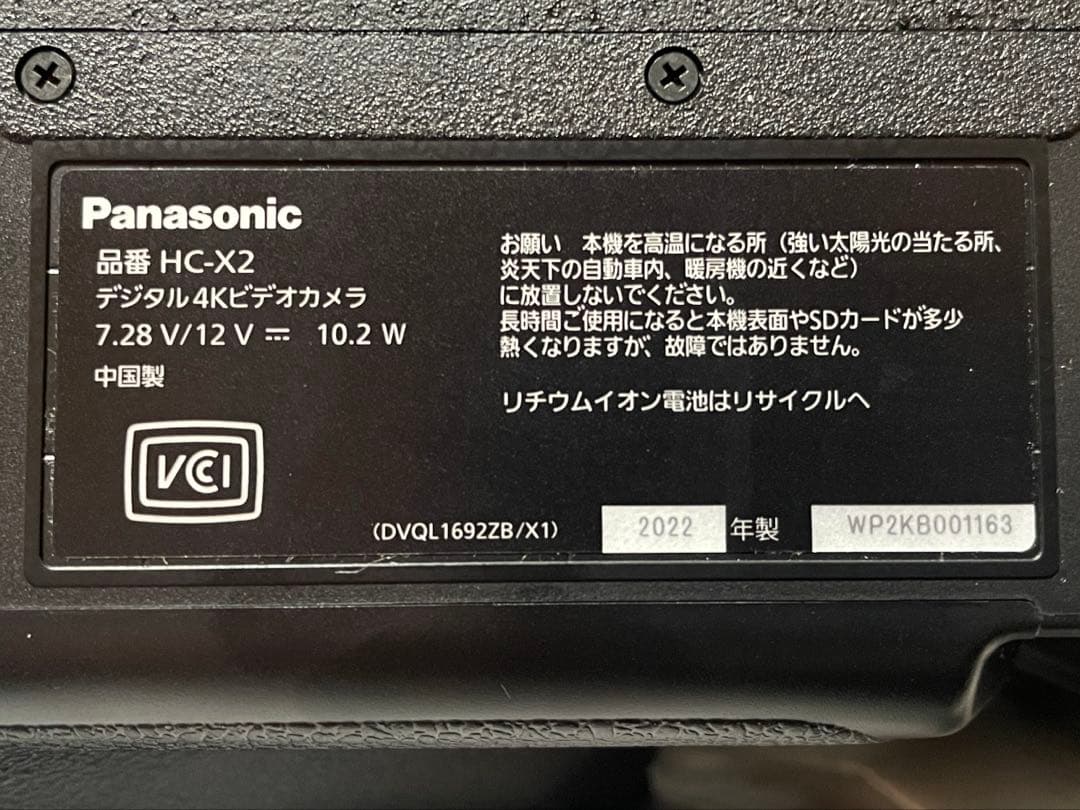 Panasonic
品番 HC-X2
デジタル4Kビデオカメラ
7.28 V/12 V ⎓ 10.2 W
中国製
VCI
お願い 本機を高温になる所（強い太陽光の当たる所、
炎天下の自動車内、暖房機の近くなど）
に放置しないでください。
長時間ご使用になると本機表面やSDカードが多少
熱くなりますが、故障ではありません。
リチウムイオン電池はリサイクルへ
(DVQL1692ZB/X1)
2022 年製
WP2KB001163